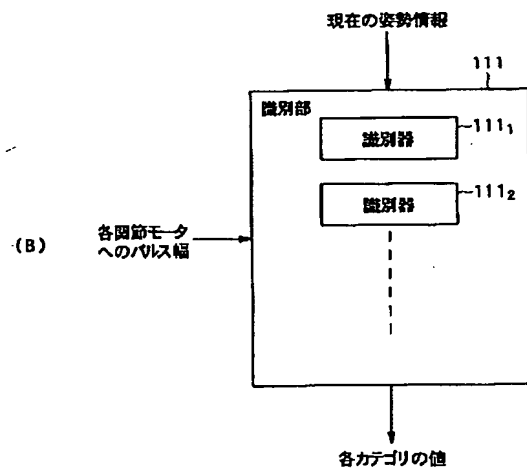 現在の姿勢情報
111
識別部
識別器
111₁
識別器
111₂
各関節モータ
へのパルス幅
(B)
各カテゴリの値